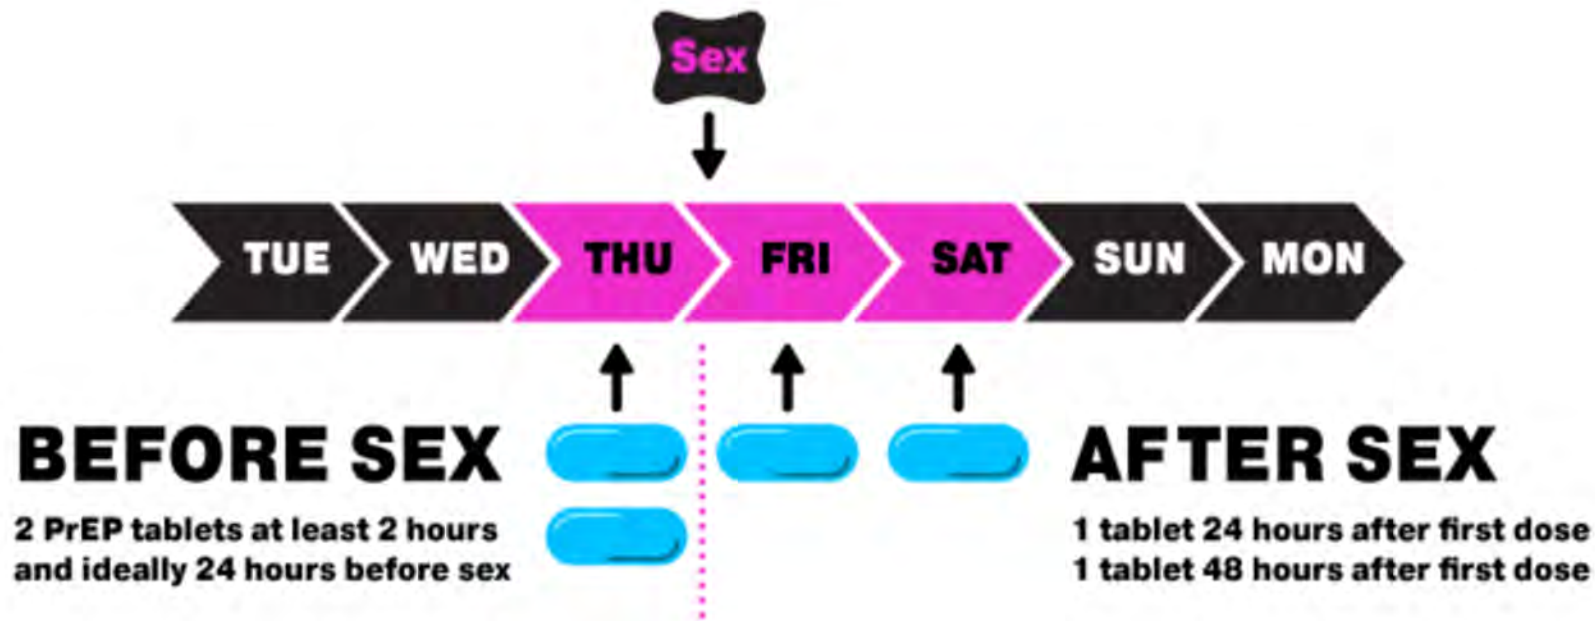 Sex
TUE WED THU FRI SAT SUN MON
BEFORE SEX
2 PrEP tablets at least 2 hours
and ideally 24 hours before sex
AFTER SEX
1 tablet 24 hours after first dose
1 tablet 48 hours after first dose